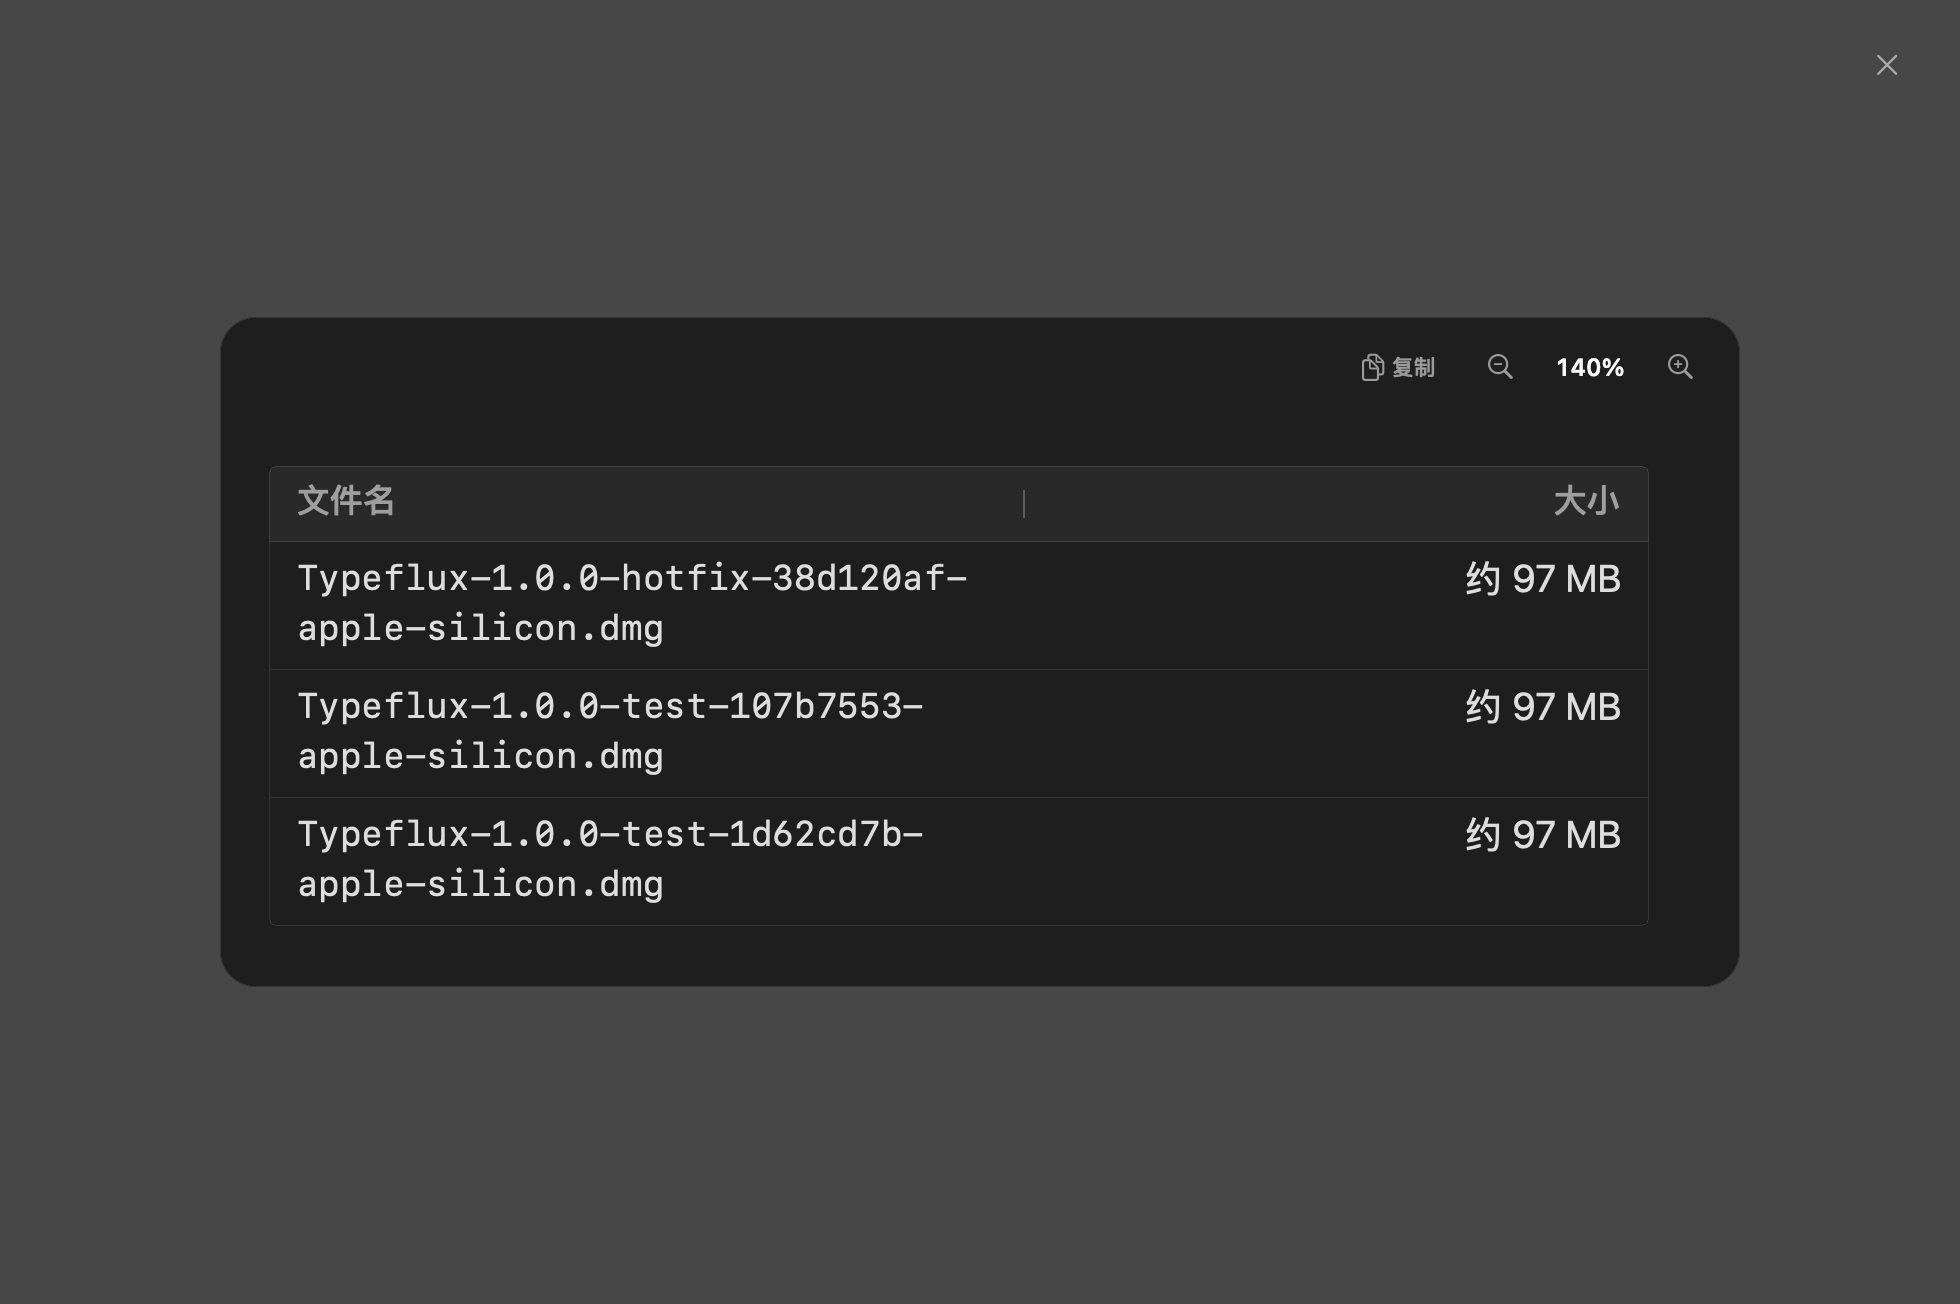 复制 140%
文件名 大小
Typeflux-1.0.0-hotfix-38d120af- 约 97 MB
apple-silicon.dmg
Typeflux-1.0.0-test-107b7553- 约 97 MB
apple-silicon.dmg
Typeflux-1.0.0-test-1d62cd7b- 约 97 MB
apple-silicon.dmg